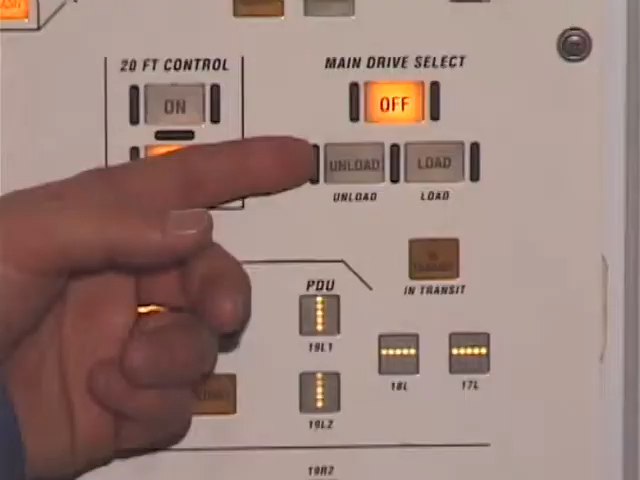 20 FT CONTROL
MAIN DRIVE SELECT
ON
OFF
UNLOAD
LOAD
UNLOAD
LOAD
IN TRANSIT
PDU
19L1
18L
17L
19L2
19R2